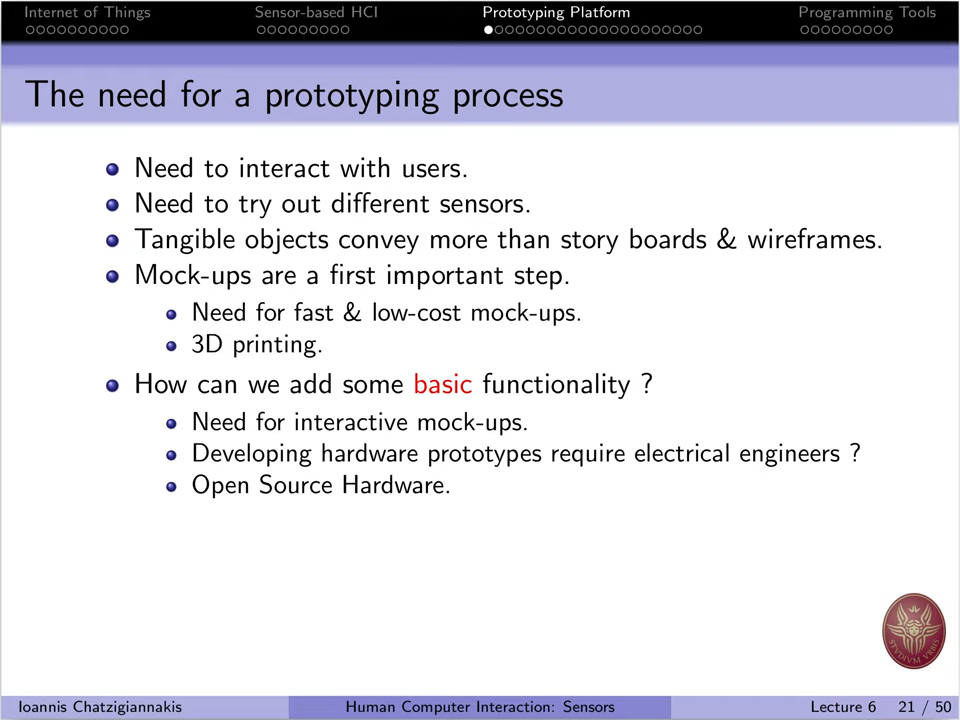 Internet of Things Sensor-based HCI Prototyping Platform Programming Tools
The need for a prototyping process
Need to interact with users.
Need to try out different sensors.
Tangible objects convey more than story boards & wireframes.
Mock-ups are a first important step.
Need for fast & low-cost mock-ups.
3D printing.
How can we add some basic functionality ?
Need for interactive mock-ups.
Developing hardware prototypes require electrical engineers ?
Open Source Hardware.
STVDIVM VRBIS
Ioannis Chatzigiannakis Human Computer Interaction: Sensors Lecture 6 21 / 50